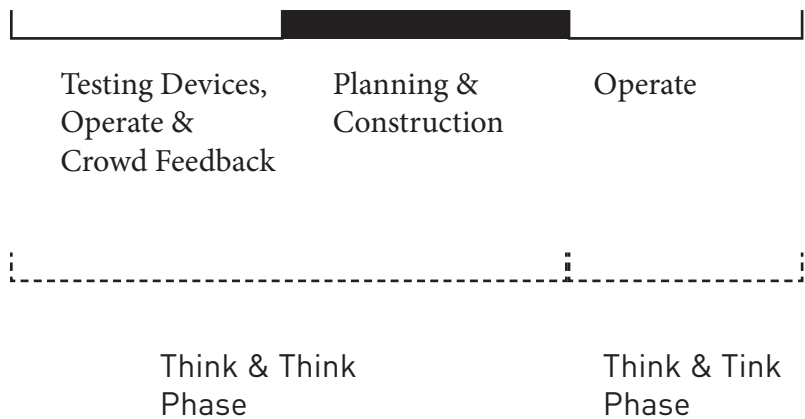 Testing Devices,
Operate &
Crowd Feedback
Planning &
Construction
Operate
Think & Think
Phase
Think & Tink
Phase